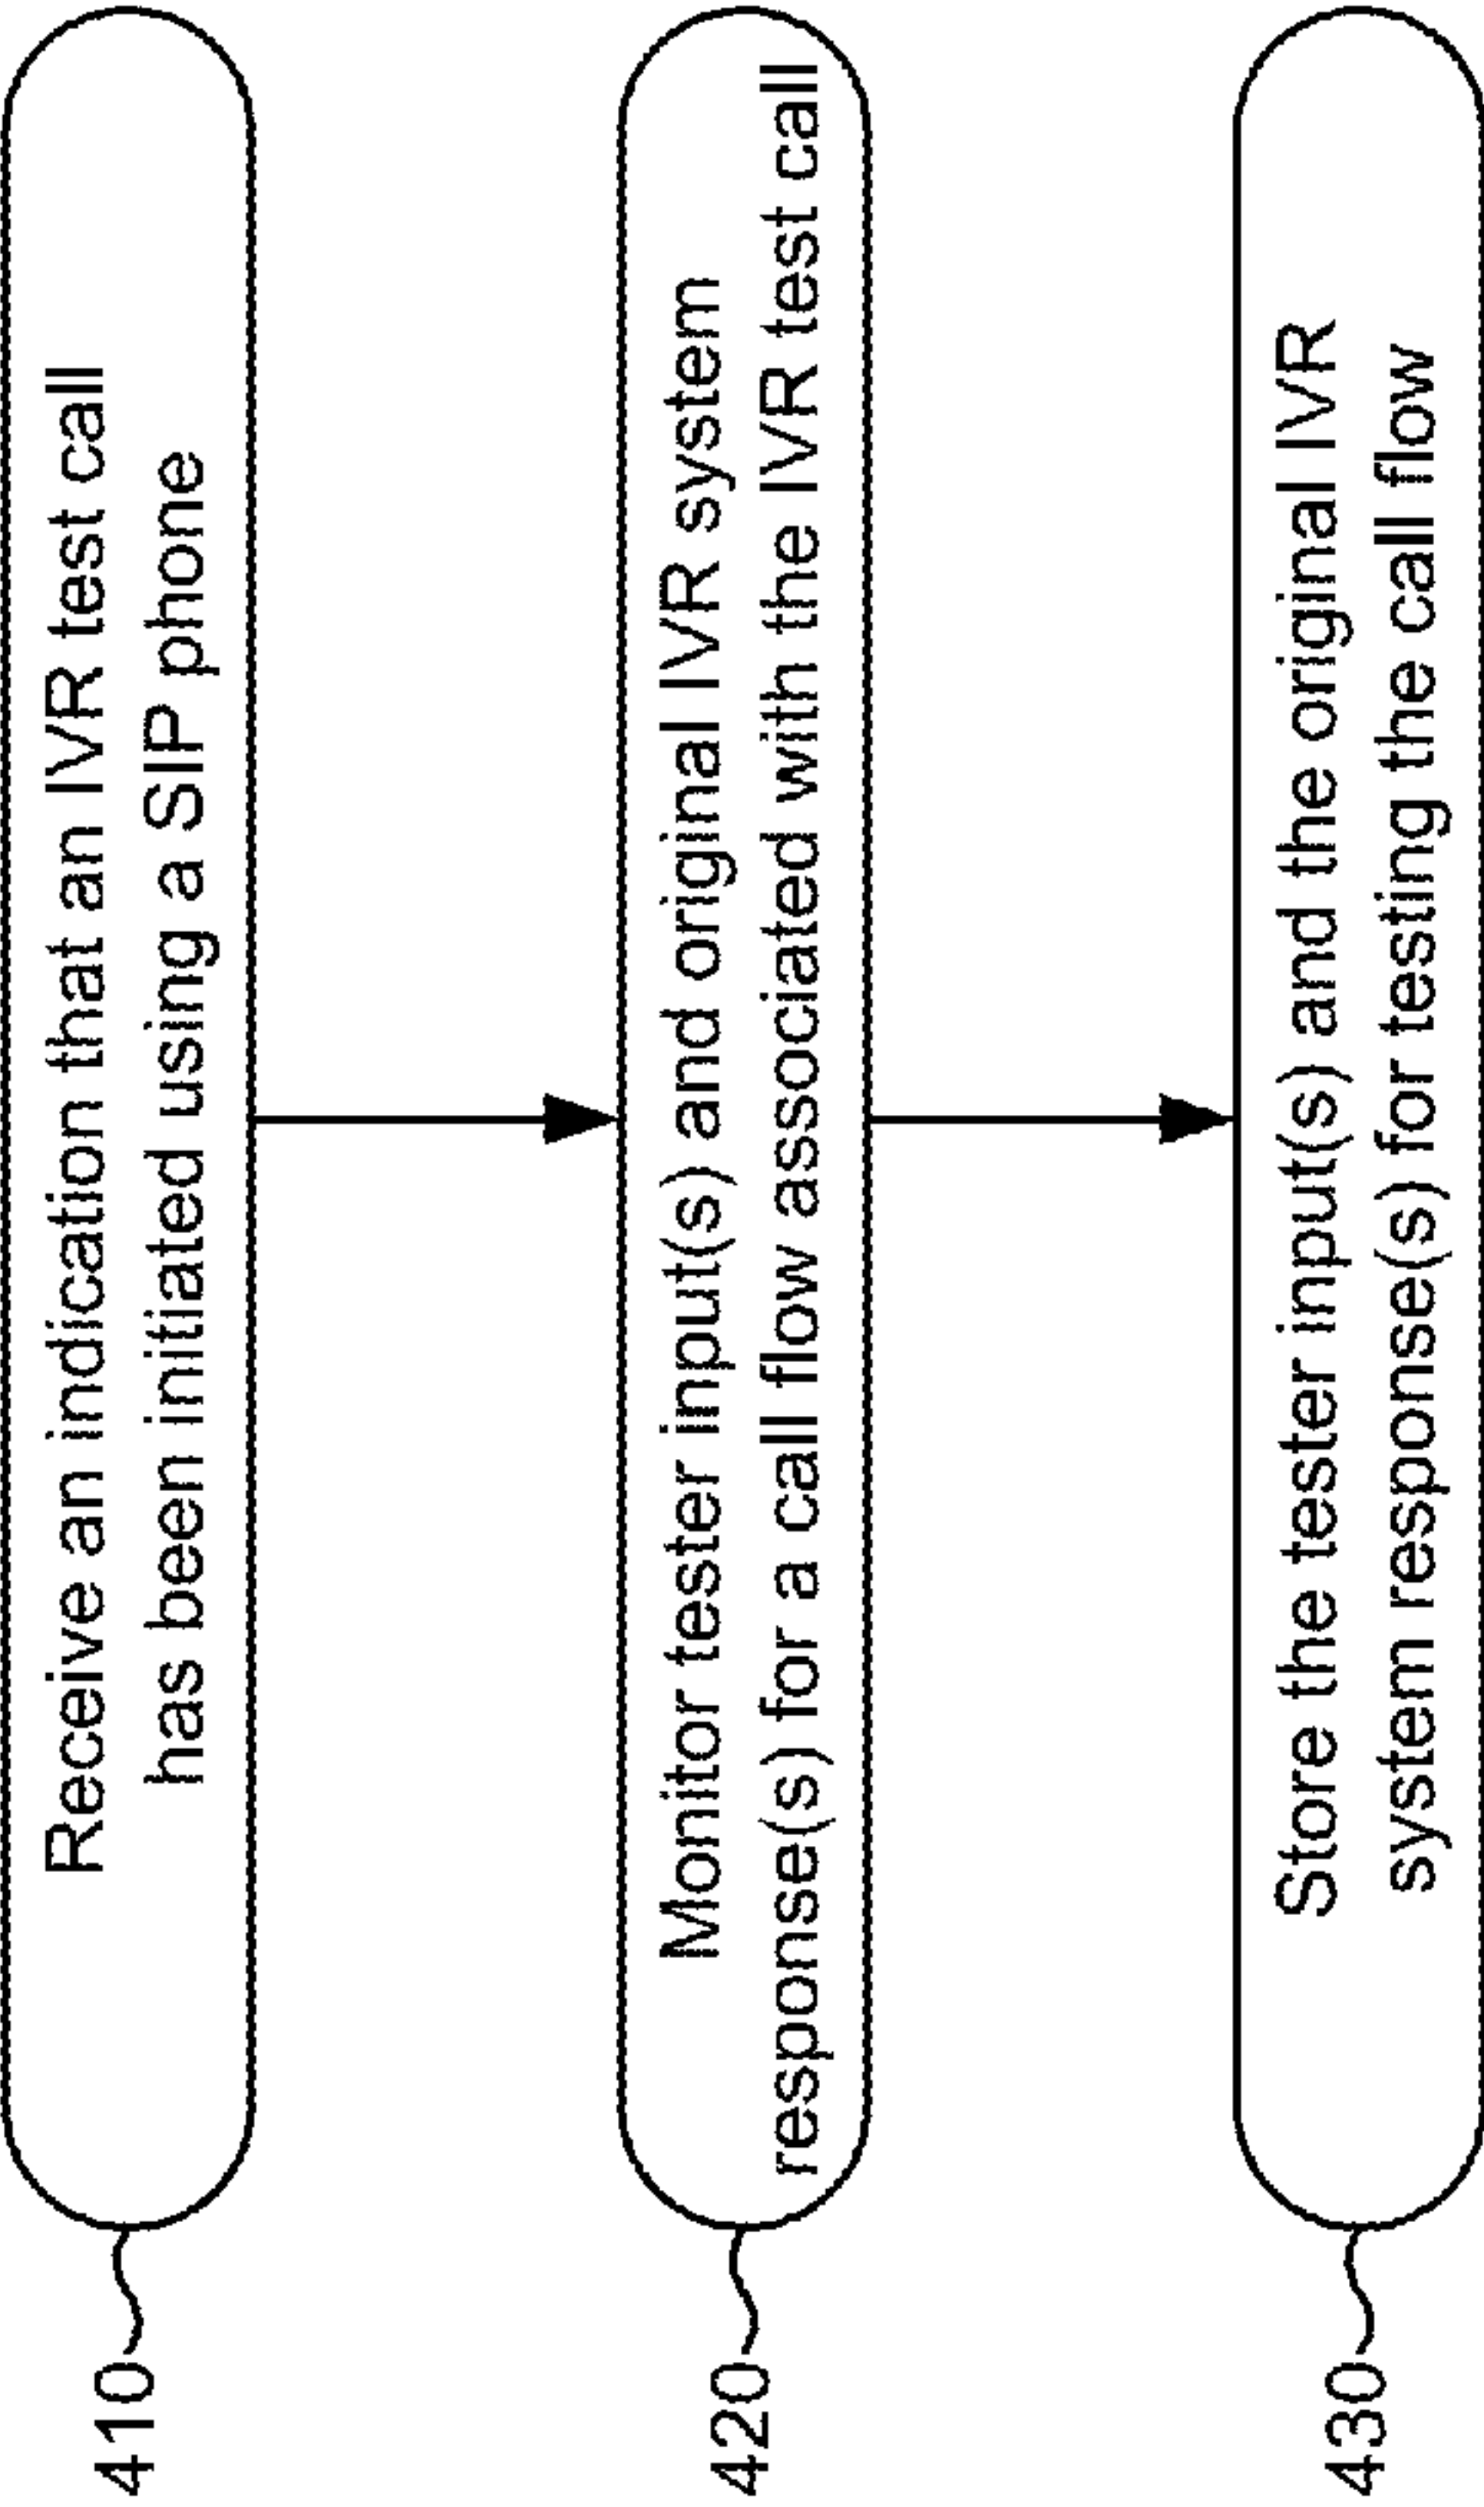 410
Receive an indication that an IVR test call
has been initiated using a SIP phone
420
Monitor tester input(s) and original IVR system
response(s) for a call flow associated with the IVR test call
430
Store the tester input(s) and the original IVR
system response(s) for testing the call flow